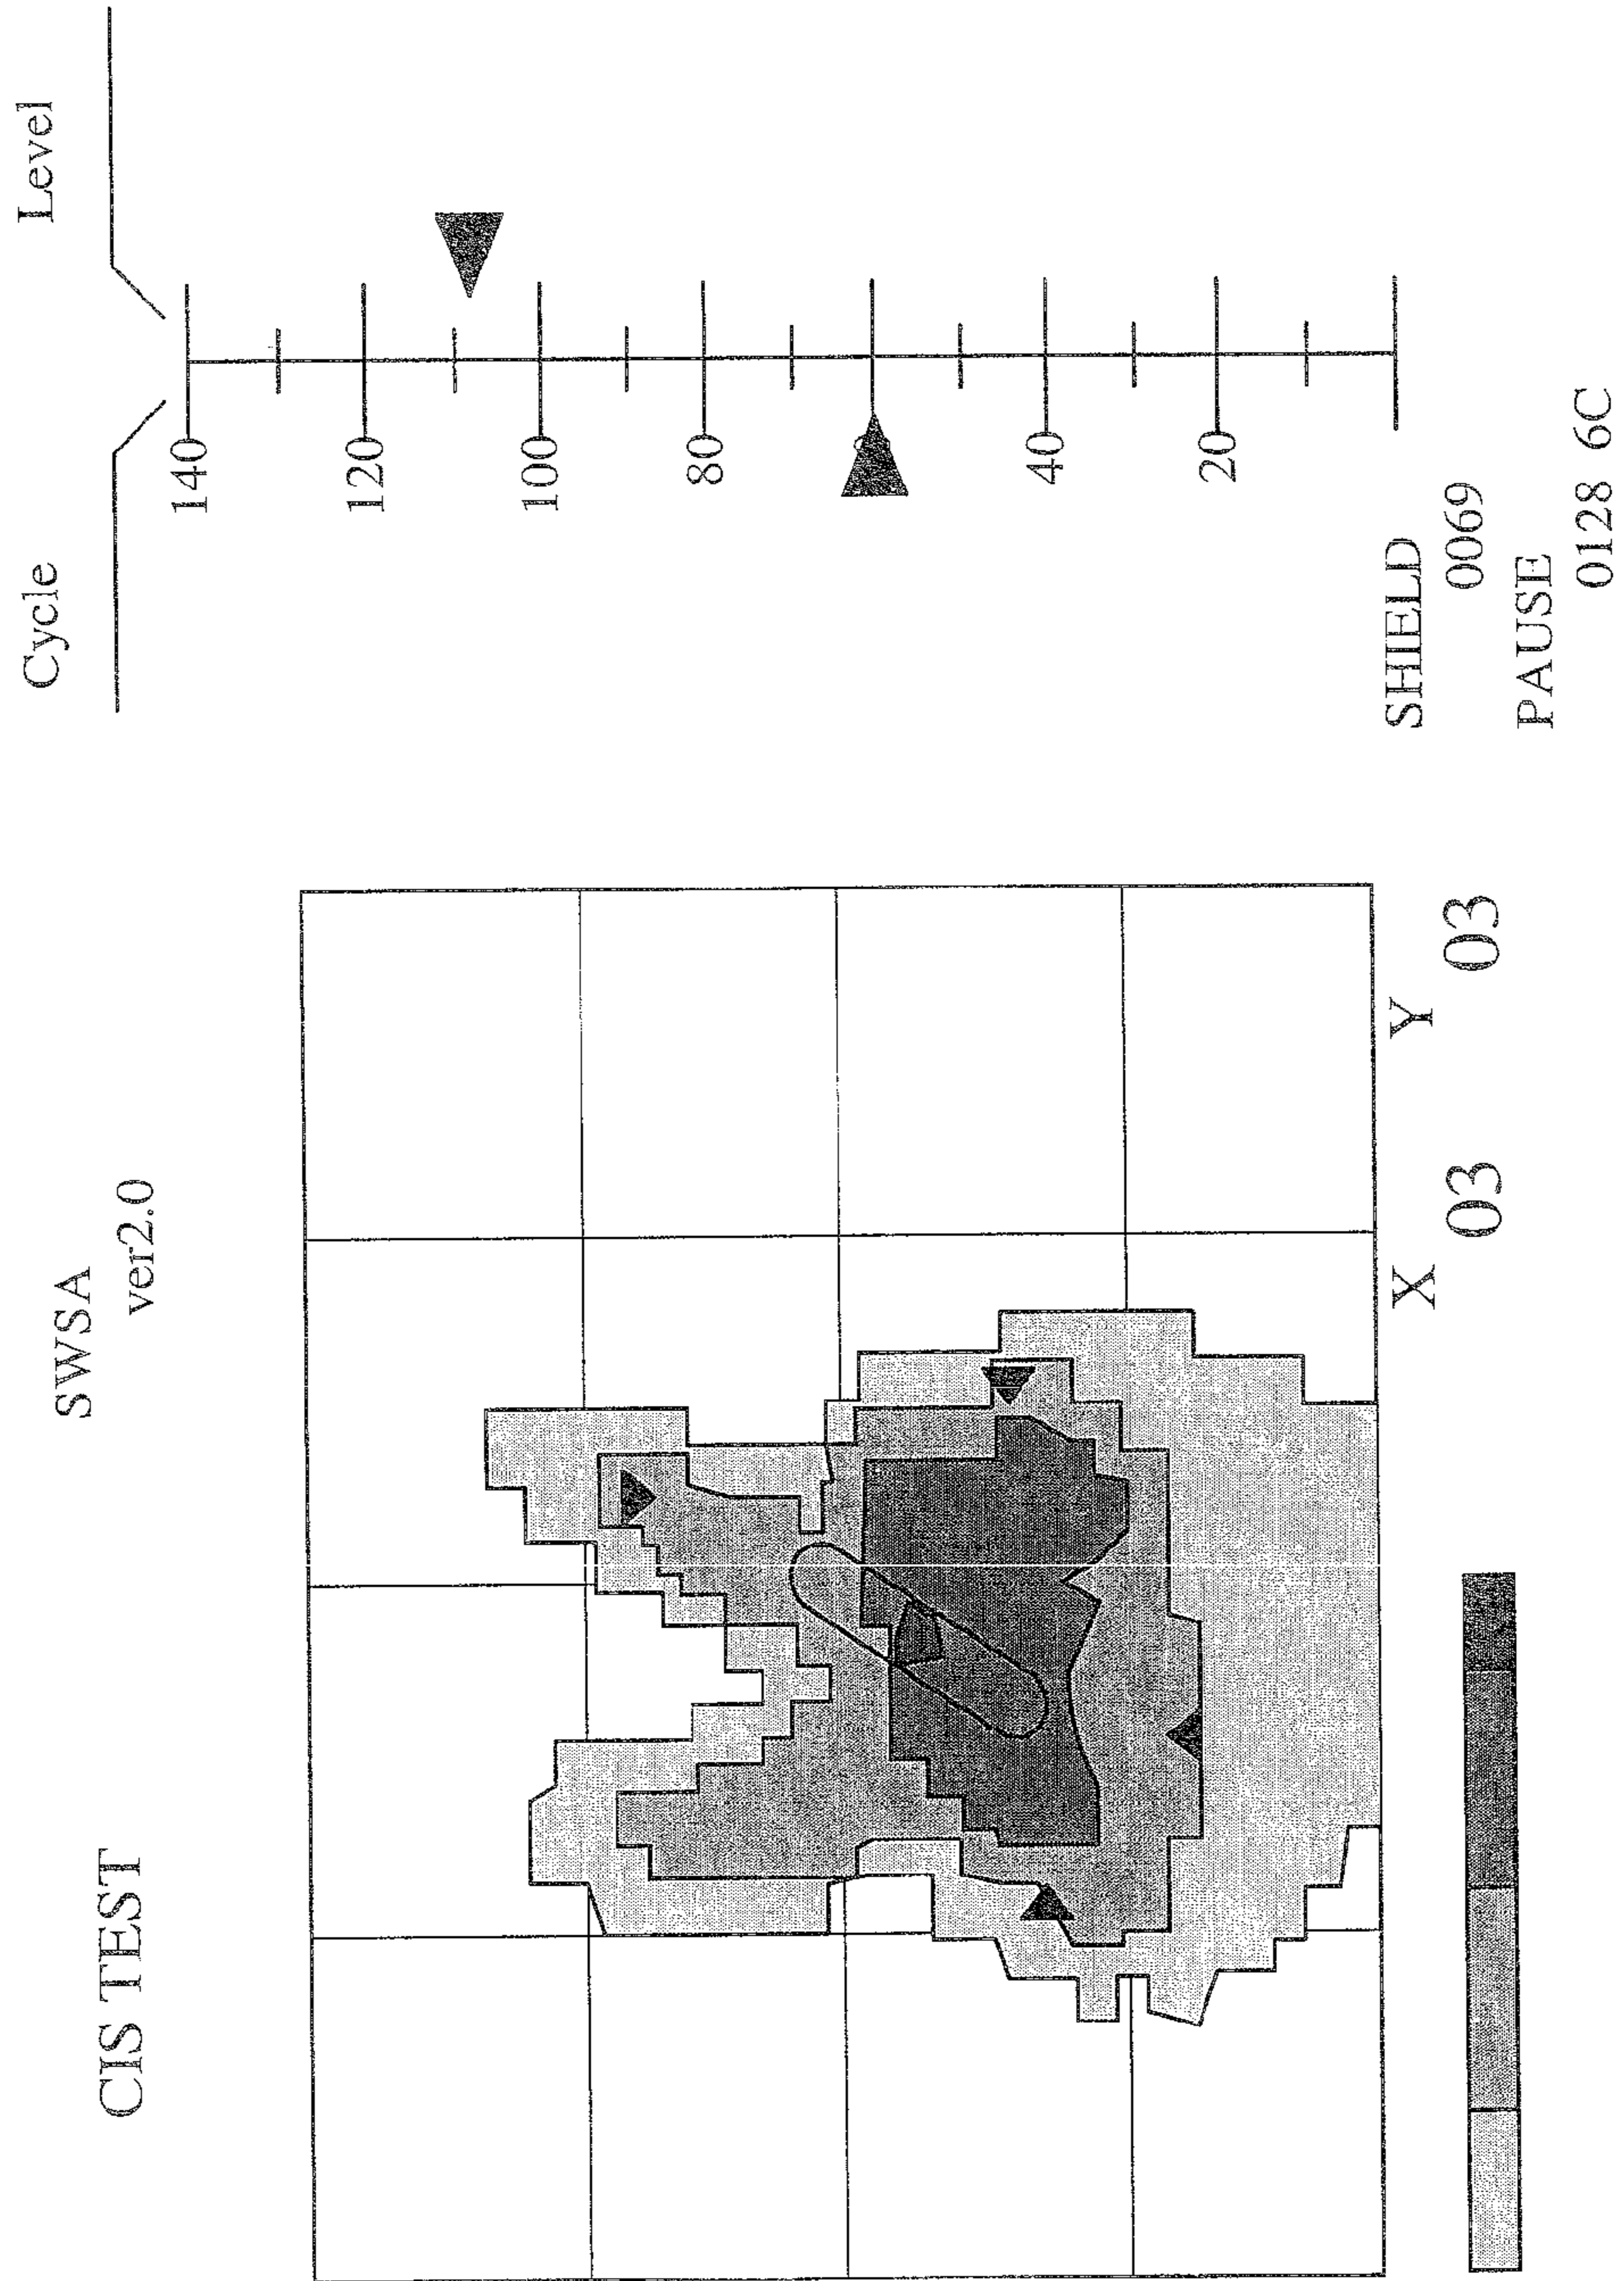 CIS TEST
SWSA
ver2.0
X Y
03 03
Cycle
Level
140
120
100
80
40
20
SHIELD
0069
PAUSE
0128 6C